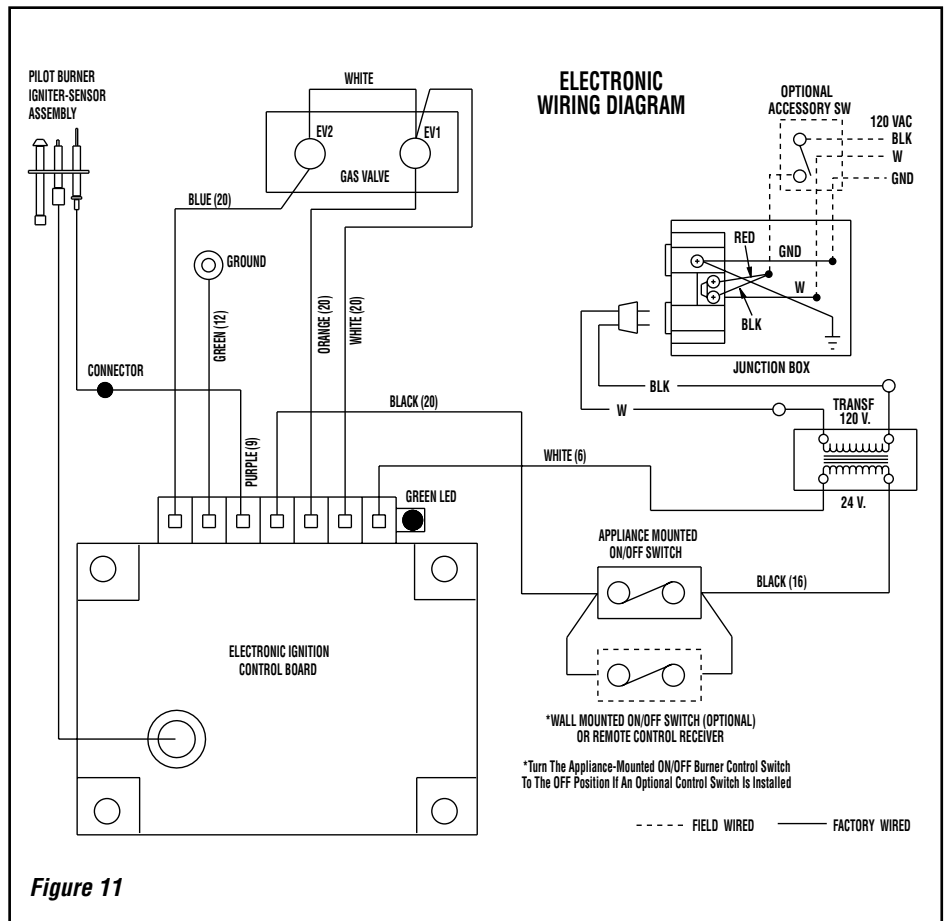 ELECTRONIC
WIRING DIAGRAM
PILOT BURNER
IGNITER-SENSOR
ASSEMBLY
WHITE
EV2
EV1
GAS VALVE
BLUE (20)
GROUND
GREEN (12)
ORANGE (20)
WHITE (20)
CONNECTOR
PURPLE (9)
BLACK (20)
WHITE (6)
GREEN LED
OPTIONAL
ACCESSORY SW
120 VAC
BLK
W
GND
RED
GND
W
BLK
JUNCTION BOX
BLK
W
TRANSF
120 V.
24 V.
APPLIANCE MOUNTED
ON/OFF SWITCH
BLACK (16)
ELECTRONIC IGNITION
CONTROL BOARD
*WALL MOUNTED ON/OFF SWITCH (OPTIONAL)
OR REMOTE CONTROL RECEIVER
*Turn The Appliance-Mounted ON/OFF Burner Control Switch
To The OFF Position If An Optional Control Switch Is Installed
FIELD WIRED
FACTORY WIRED
Figure 11